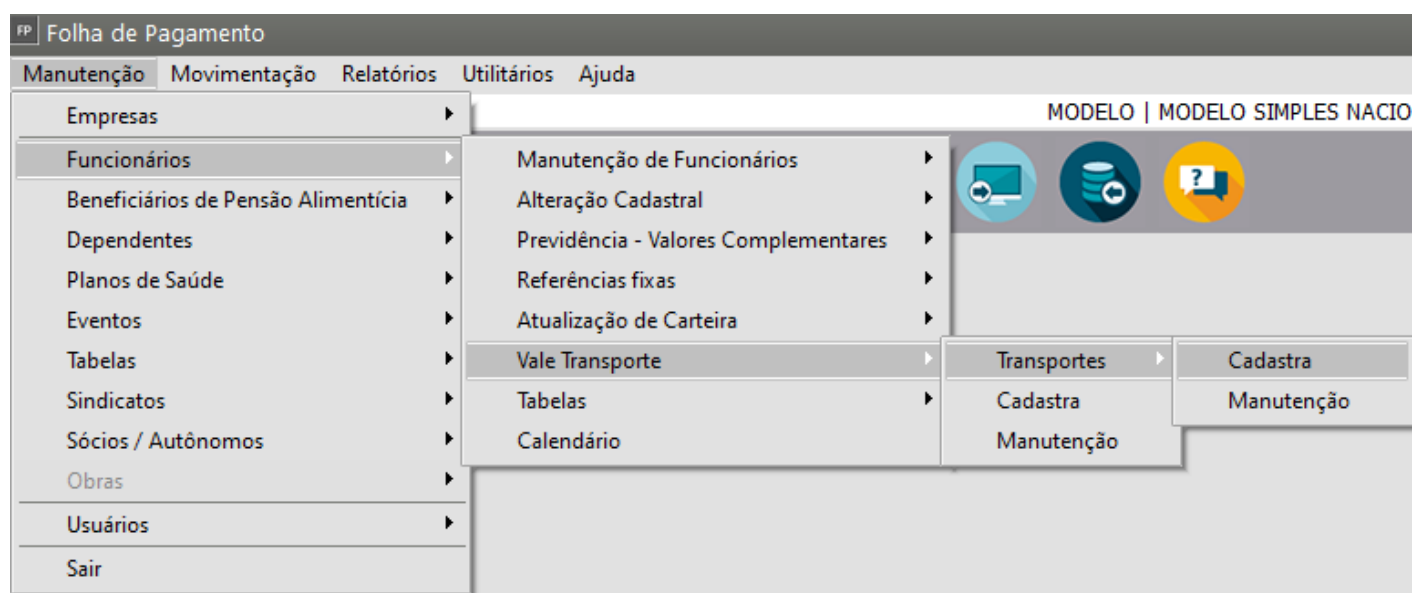 FP Folha de Pagamento
Manutenção Movimentação Relatórios Utilitários Ajuda
MODELO | MODELO SIMPLES NACIO
Empresas
Funcionários
Beneficiários de Pensão Alimentícia
Dependentes
Planos de Saúde
Eventos
Tabelas
Sindicatos
Sócios / Autônomos
Obras
Usuários
Sair
Manutenção de Funcionários
Alteração Cadastral
Previdência - Valores Complementares
Referências fixas
Atualização de Carteira
Vale Transporte
Tabelas
Calendário
Transportes
Cadastra
Manutenção
Cadastra
Manutenção
?